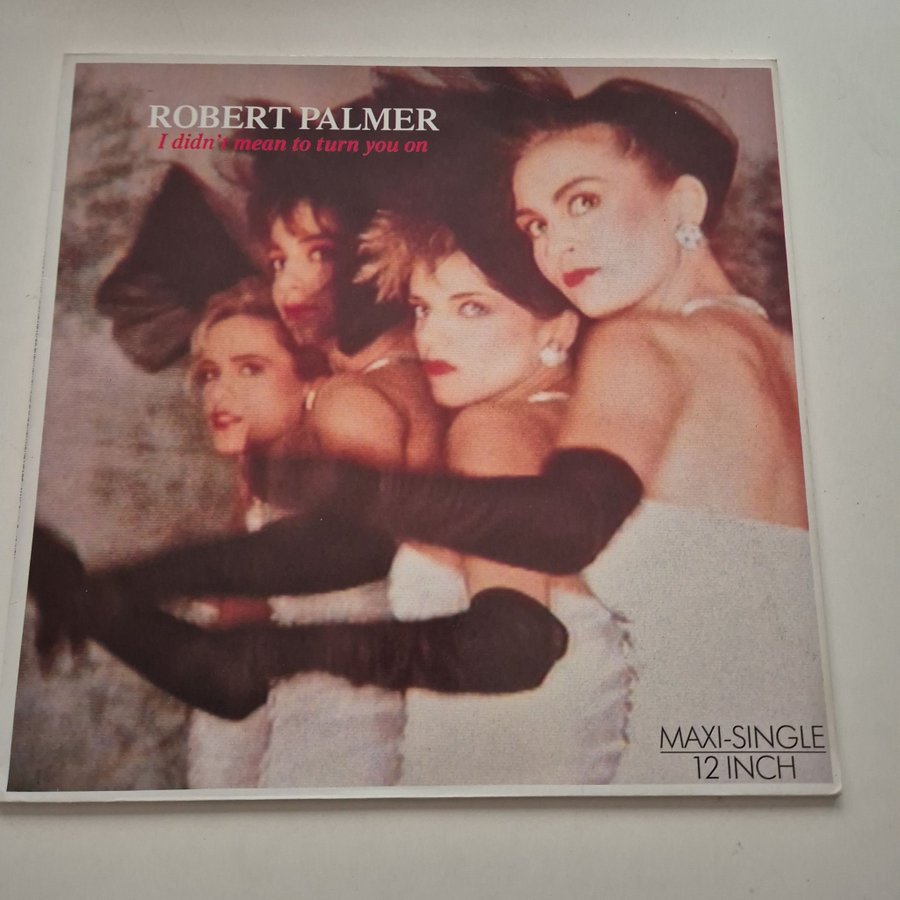 ROBERT PALMER
I didn't mean to turn you on
MAXI-SINGLE
12 INCH